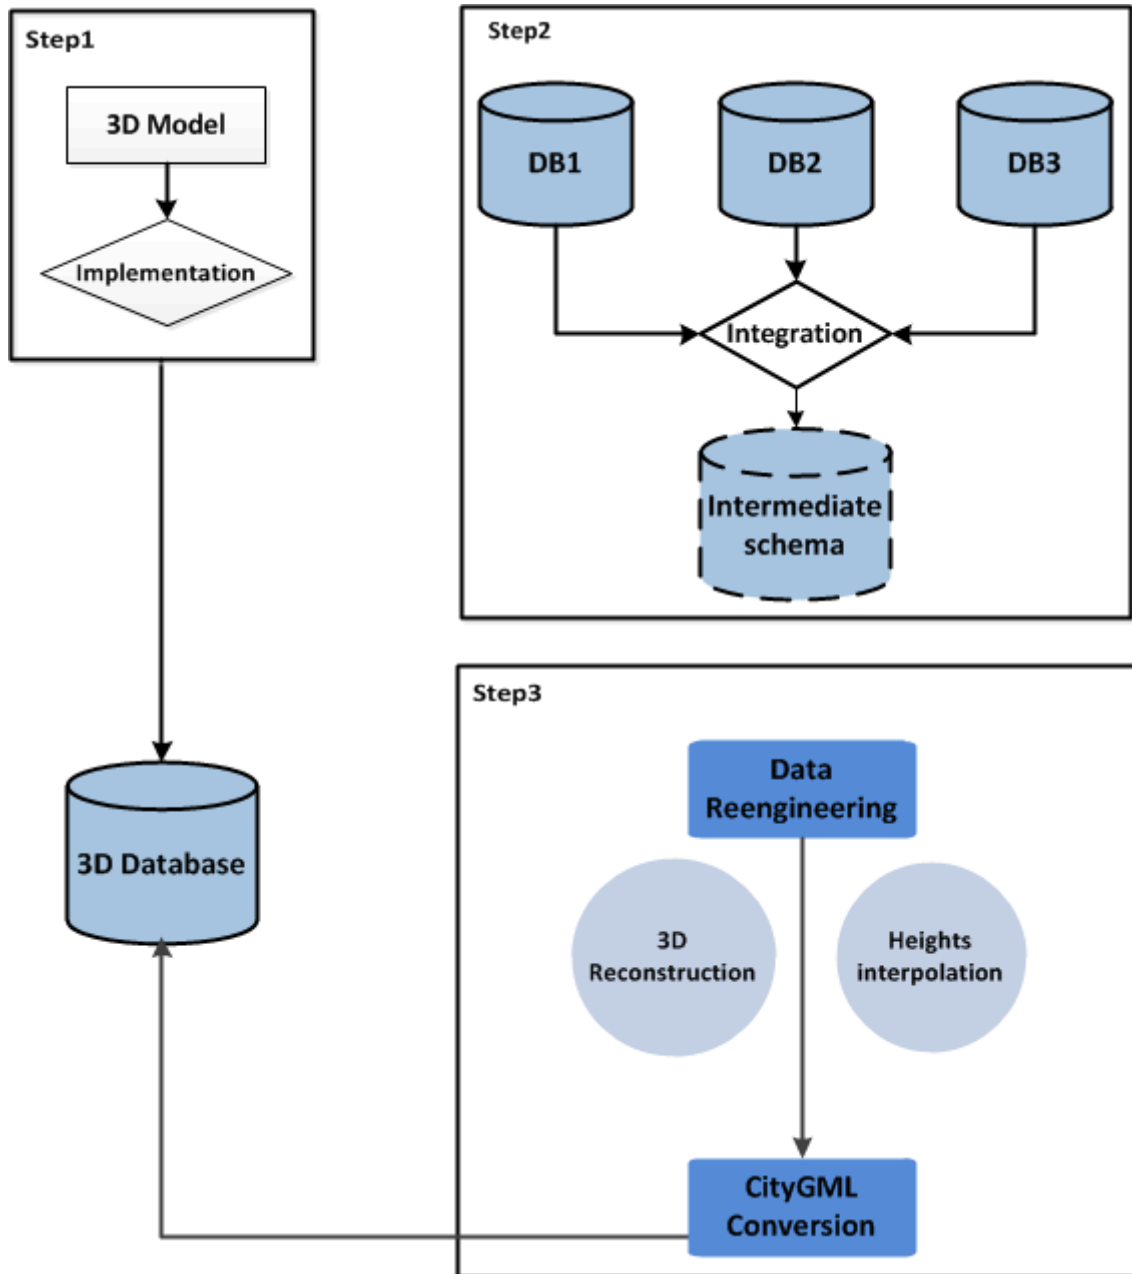 Step1
3D Model
Implementation
Step2
DB1
DB2
DB3
Integration
Intermediate
schema
3D Database
Step3
Data
Reengineering
3D
Reconstruction
Heights
interpolation
CityGML
Conversion